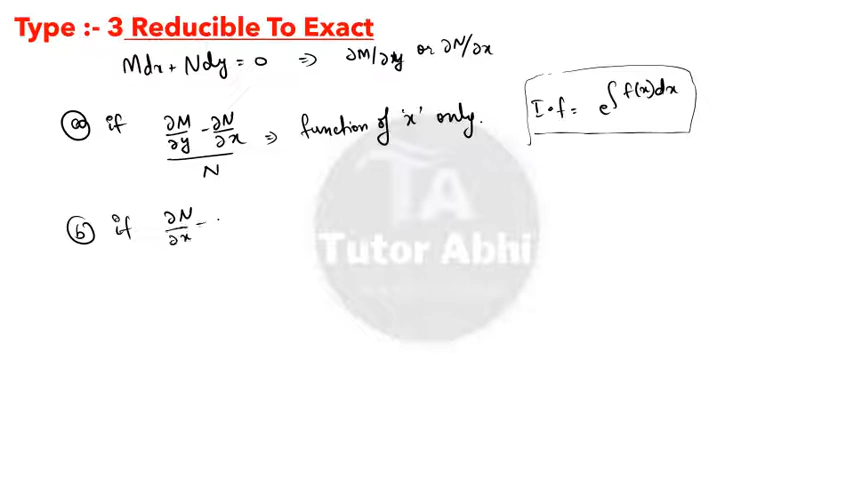 Type :- 3 Reducible To Exact
Mdx + Ndy = 0 ⇒ ∂M/∂y or ∂N/∂x
(a) if (∂M/∂y - ∂N/∂x)/N ⇒ function of 'x' only.
I.f = e^∫f(x)dx
(b) if ∂N/∂x -
TA
Tutor Abhi